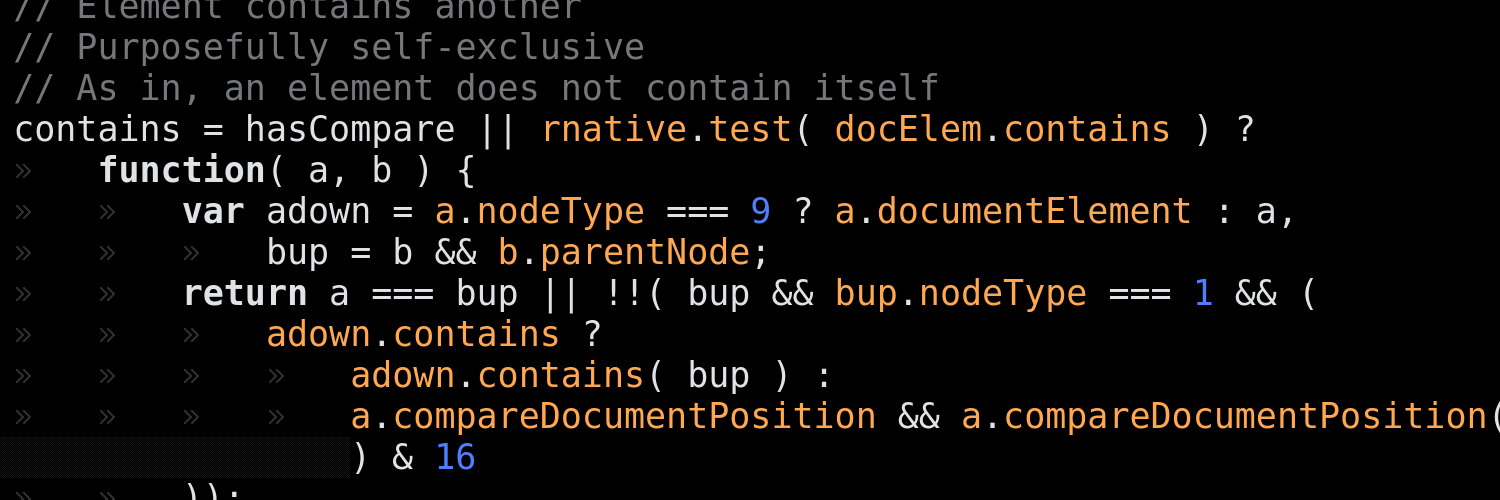 // Element contains another
// Purposefully self-exclusive
// As in, an element does not contain itself
contains = hasCompare || rnative.test( docElem.contains ) ?
»   function( a, b ) {
»   »   var adown = a.nodeType === 9 ? a.documentElement : a,
»   »   »   bup = b && b.parentNode;
»   »   return a === bup || !!( bup && bup.nodeType === 1 && (
»   »   »   adown.contains ?
»   »   »   »   adown.contains( bup ) :
»   »   »   »   a.compareDocumentPosition && a.compareDocumentPosition(
) & 16
»   »   ));